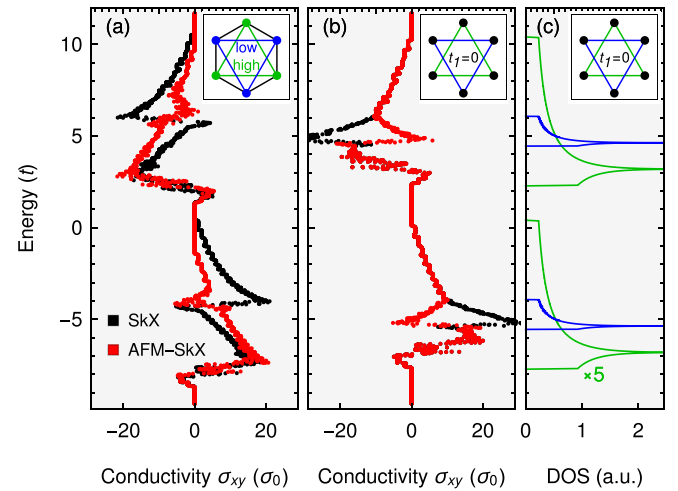 (a)
low
high
(b)
t₁=0
(c)
t₁=0
10
5
0
−5
Energy (t)
SkX
AFM−SkX
×5
−20
0
20
−20
0
20
0
1
2
Conductivity σxy (σ0)
Conductivity σxy (σ0)
DOS (a.u.)